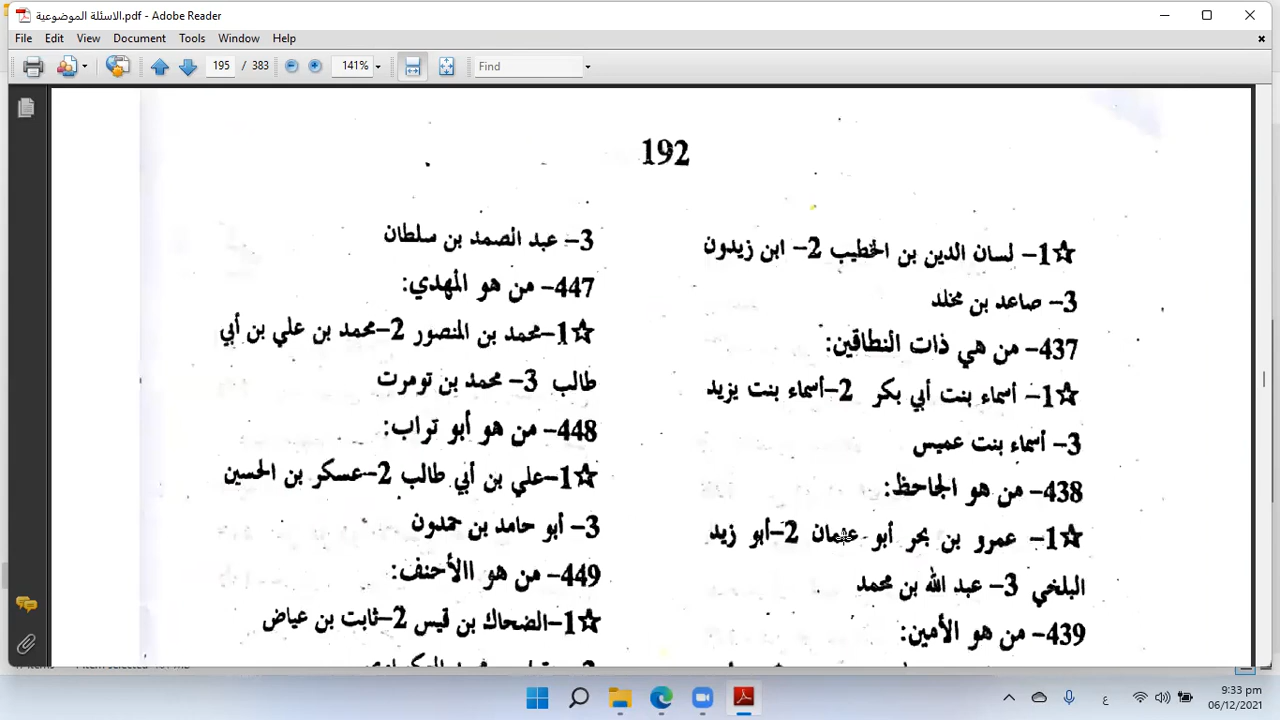 الاسئلة الموضوعية.pdf - Adobe Reader
File Edit View Document Tools Window Help
195 / 383 141% Find
192
☆1- لسان الدين بن الخطيب 2- ابن زيدون
3- صاعد بن مخلد
437- من هي ذات النطاقين:
☆1- أسماء بنت أبي بكر 2-أسماء بنت يزيد
3- أسماء بنت عميس
438- من هو الجاحظ:
☆1- عمرو بن بحر أبو عثمان 2-أبو زيد
البلخي 3- عبد الله بن محمد
439- من هو الأمين:
3- عبد الصمد بن سلطان
447- من هو المهدي:
☆1-محمد بن المنصور 2-محمد بن علي بن أبي
طالب 3- محمد بن تومرت
448- من هو أبو تراب:
☆1-علي بن أبي طالب 2-عسكر بن الحسين
3- أبو حامد بن حمدون
449- من هو االأحنف:
☆1-الضحاك بن قيس 2-ثابت بن عياض
ع
9:33 pm
06/12/2021